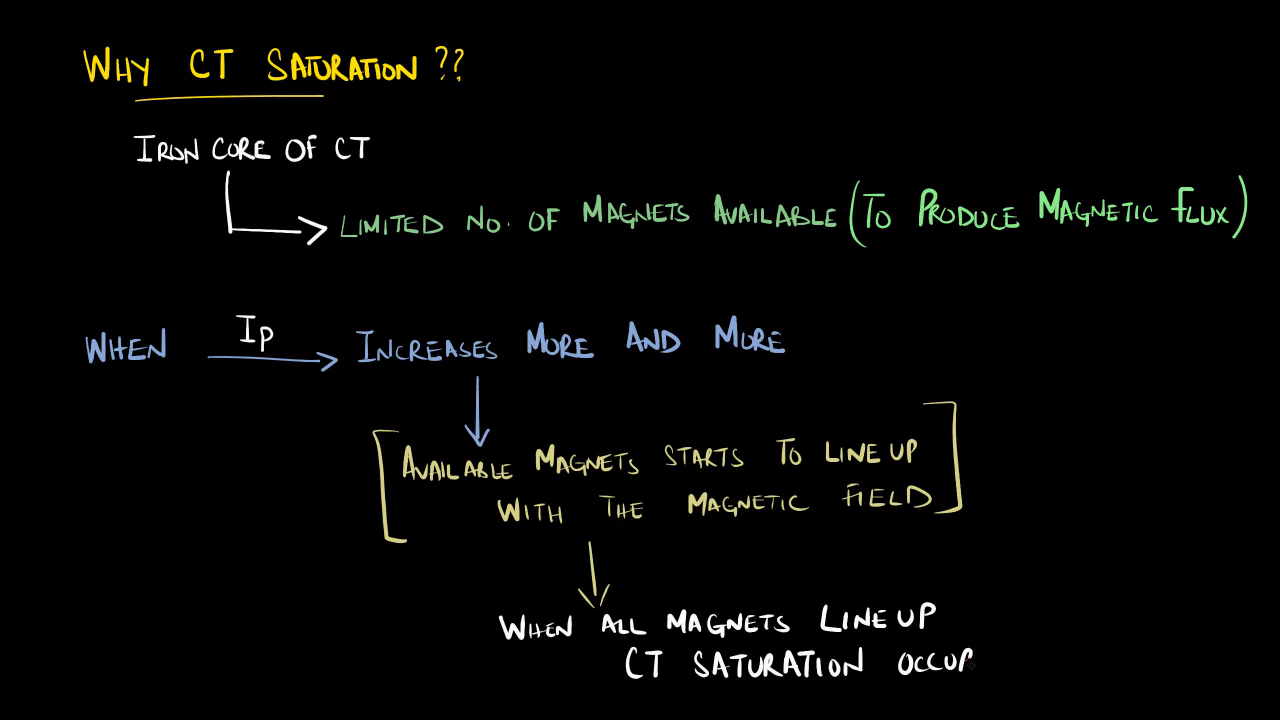 WHY CT SATURATION ??
IRON CORE OF CT
LIMITED NO. OF MAGNETS AVAILABLE (TO PRODUCE MAGNETIC FLUX)
WHEN Ip INCREASES MORE AND MORE
AVAILABLE MAGNETS STARTS TO LINE UP
WITH THE MAGNETIC FIELD
WHEN ALL MAGNETS LINE UP
CT SATURATION OCCUP